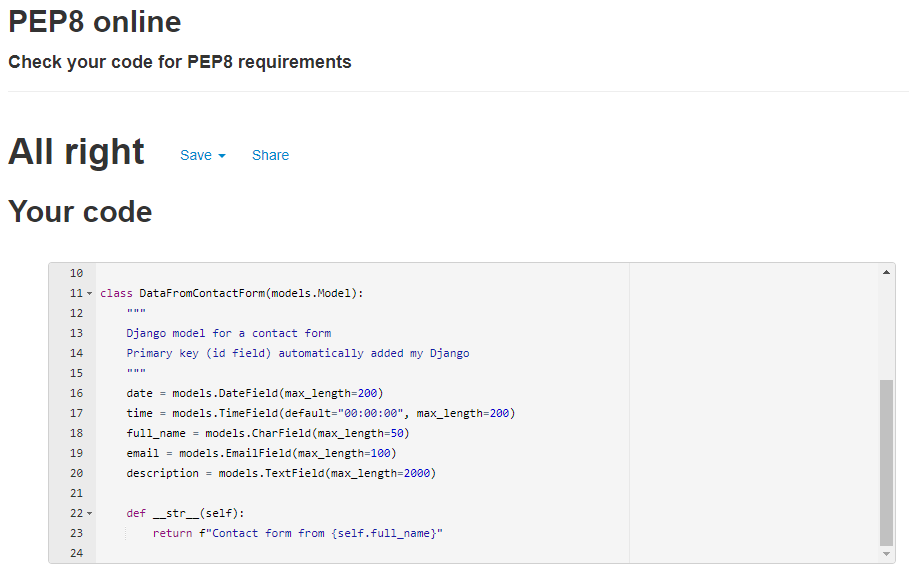 PEP8 online
Check your code for PEP8 requirements
All right Save Share
Your code
10
11 class DataFromContactForm(models.Model):
12 """
13 Django model for a contact form
14 Primary key (id field) automatically added my Django
15 """
16 date = models.DateField(max_length=200)
17 time = models.TimeField(default="00:00:00", max_length=200)
18 full_name = models.CharField(max_length=50)
19 email = models.EmailField(max_length=100)
20 description = models.TextField(max_length=2000)
21
22 def __str__(self):
23 return f"Contact form from {self.full_name}"
24